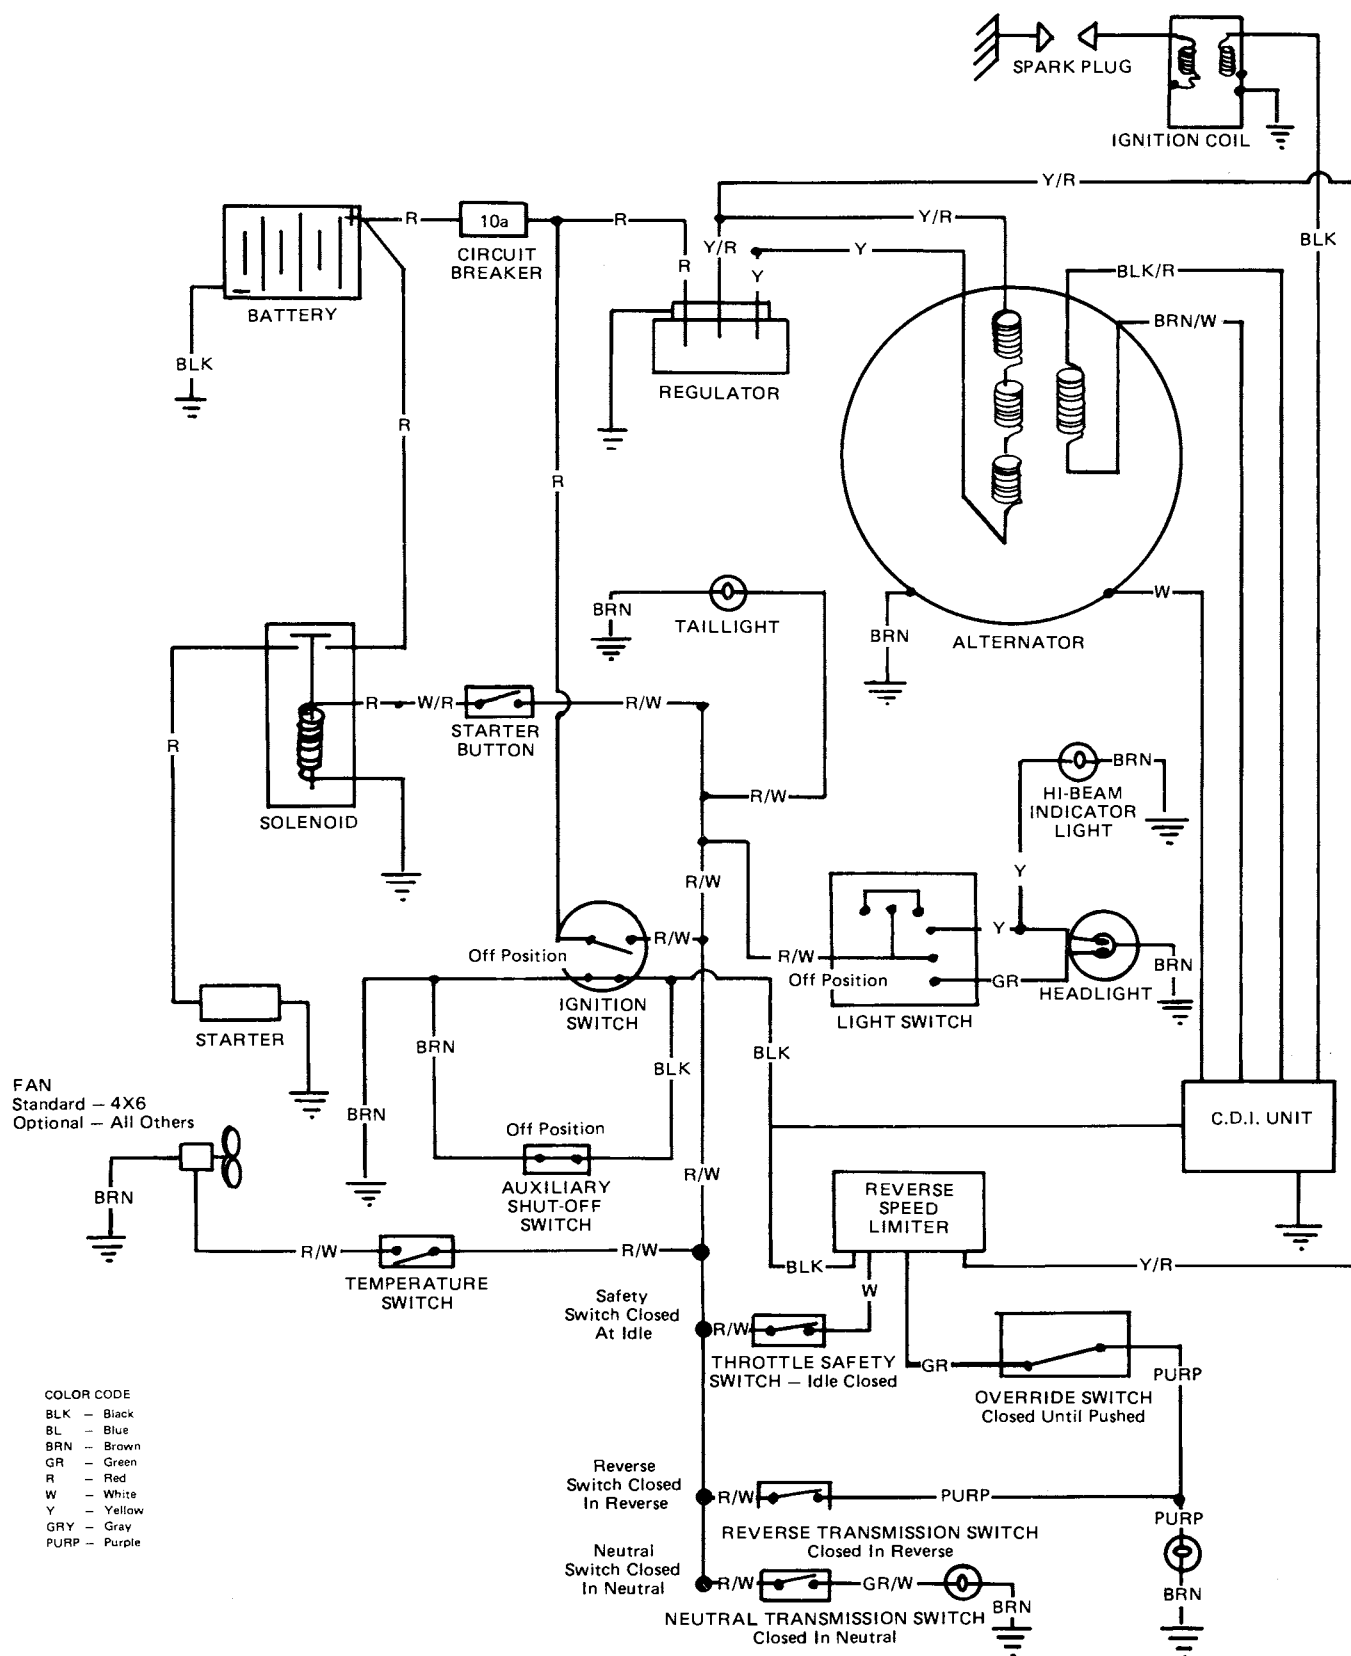 SPARK PLUG
IGNITION COIL
Y/R
R
10a
R
Y/R
Y/R
Y
BLK
CIRCUIT
BREAKER
R
Y
BLK/R
BATTERY
BRN/W
BLK
REGULATOR
R
R
BRN
TAILLIGHT
BRN
ALTERNATOR
W
R
W/R
R/W
STARTER
BUTTON
R
BRN
HI-BEAM
INDICATOR
LIGHT
R/W
SOLENOID
Y
R/W
Off Position
R/W
R/W
Off Position
Y
GR
BRN
HEADLIGHT
IGNITION
SWITCH
LIGHT SWITCH
STARTER
BRN
BLK
BLK
FAN
Standard – 4X6
Optional – All Others
BRN
Off Position
C.D.I. UNIT
R/W
AUXILIARY
SHUT-OFF
SWITCH
REVERSE
SPEED
LIMITER
BRN
R/W
R/W
TEMPERATURE
SWITCH
BLK
W
Y/R
Safety
Switch Closed
At Idle
R/W
THROTTLE SAFETY
SWITCH – Idle Closed
GR
PURP
OVERRIDE SWITCH
Closed Until Pushed
COLOR CODE
BLK – Black
BL – Blue
BRN – Brown
GR – Green
R – Red
W – White
Y – Yellow
GRY – Gray
PURP – Purple
Reverse
Switch Closed
In Reverse
R/W
PURP
PURP
REVERSE TRANSMISSION SWITCH
Closed In Reverse
Neutral
Switch Closed
In Neutral
R/W
GR/W
BRN
BRN
NEUTRAL TRANSMISSION SWITCH
Closed In Neutral